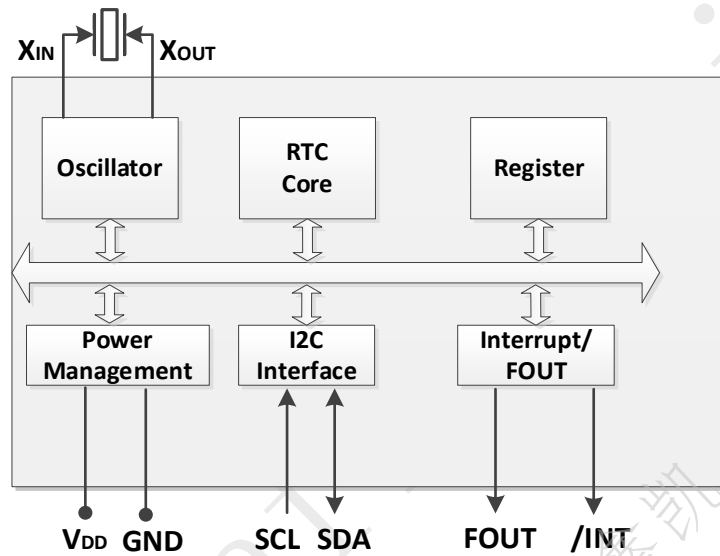 XIN XOUT
Oscillator
RTC
Core
Register
Power
Management
I2C
Interface
Interrupt/
FOUT
VDD GND SCL SDA FOUT /INT